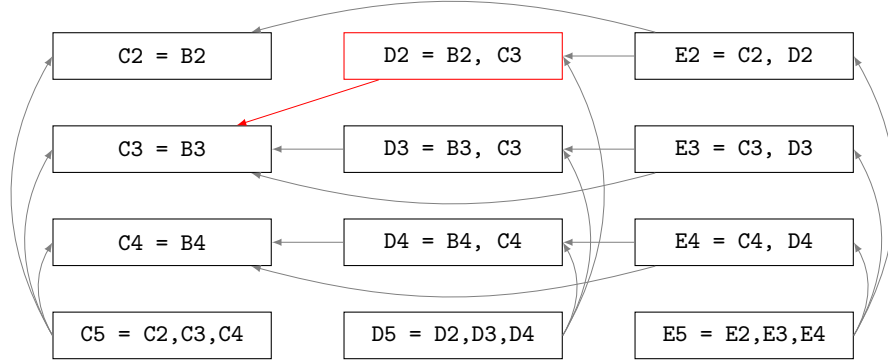 C2 = B2
D2 = B2, C3
E2 = C2, D2
C3 = B3
D3 = B3, C3
E3 = C3, D3
C4 = B4
D4 = B4, C4
E4 = C4, D4
C5 = C2,C3,C4
D5 = D2,D3,D4
E5 = E2,E3,E4